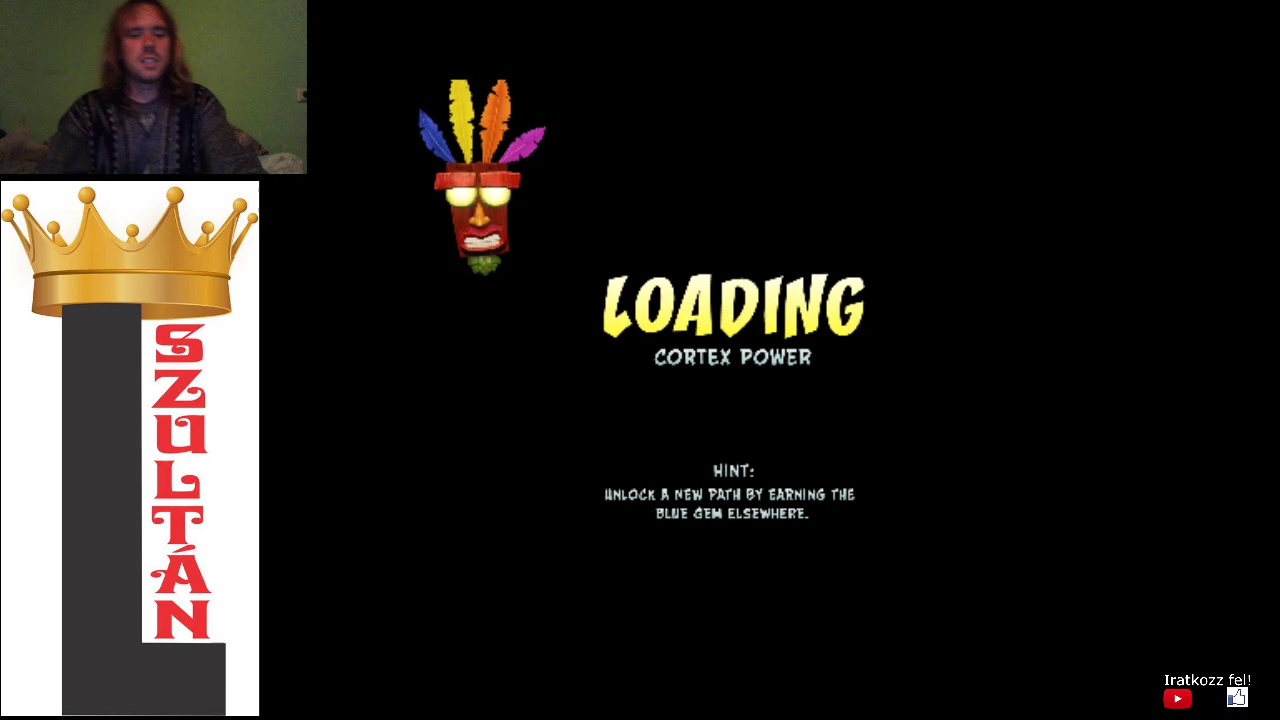 SZULTÁN
LOADING
CORTEX POWER
HINT:
UNLOCK A NEW PATH BY EARNING THE
BLUE GEM ELSEWHERE.
Iratkozz fel!